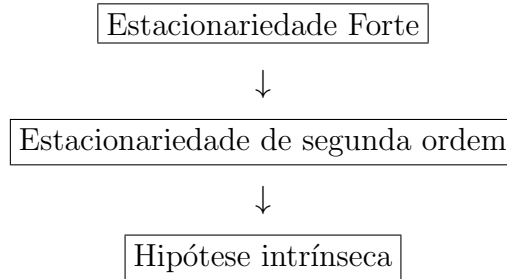 Estacionariedade Forte
↓
Estacionariedade de segunda ordem
↓
Hipótese intrínseca